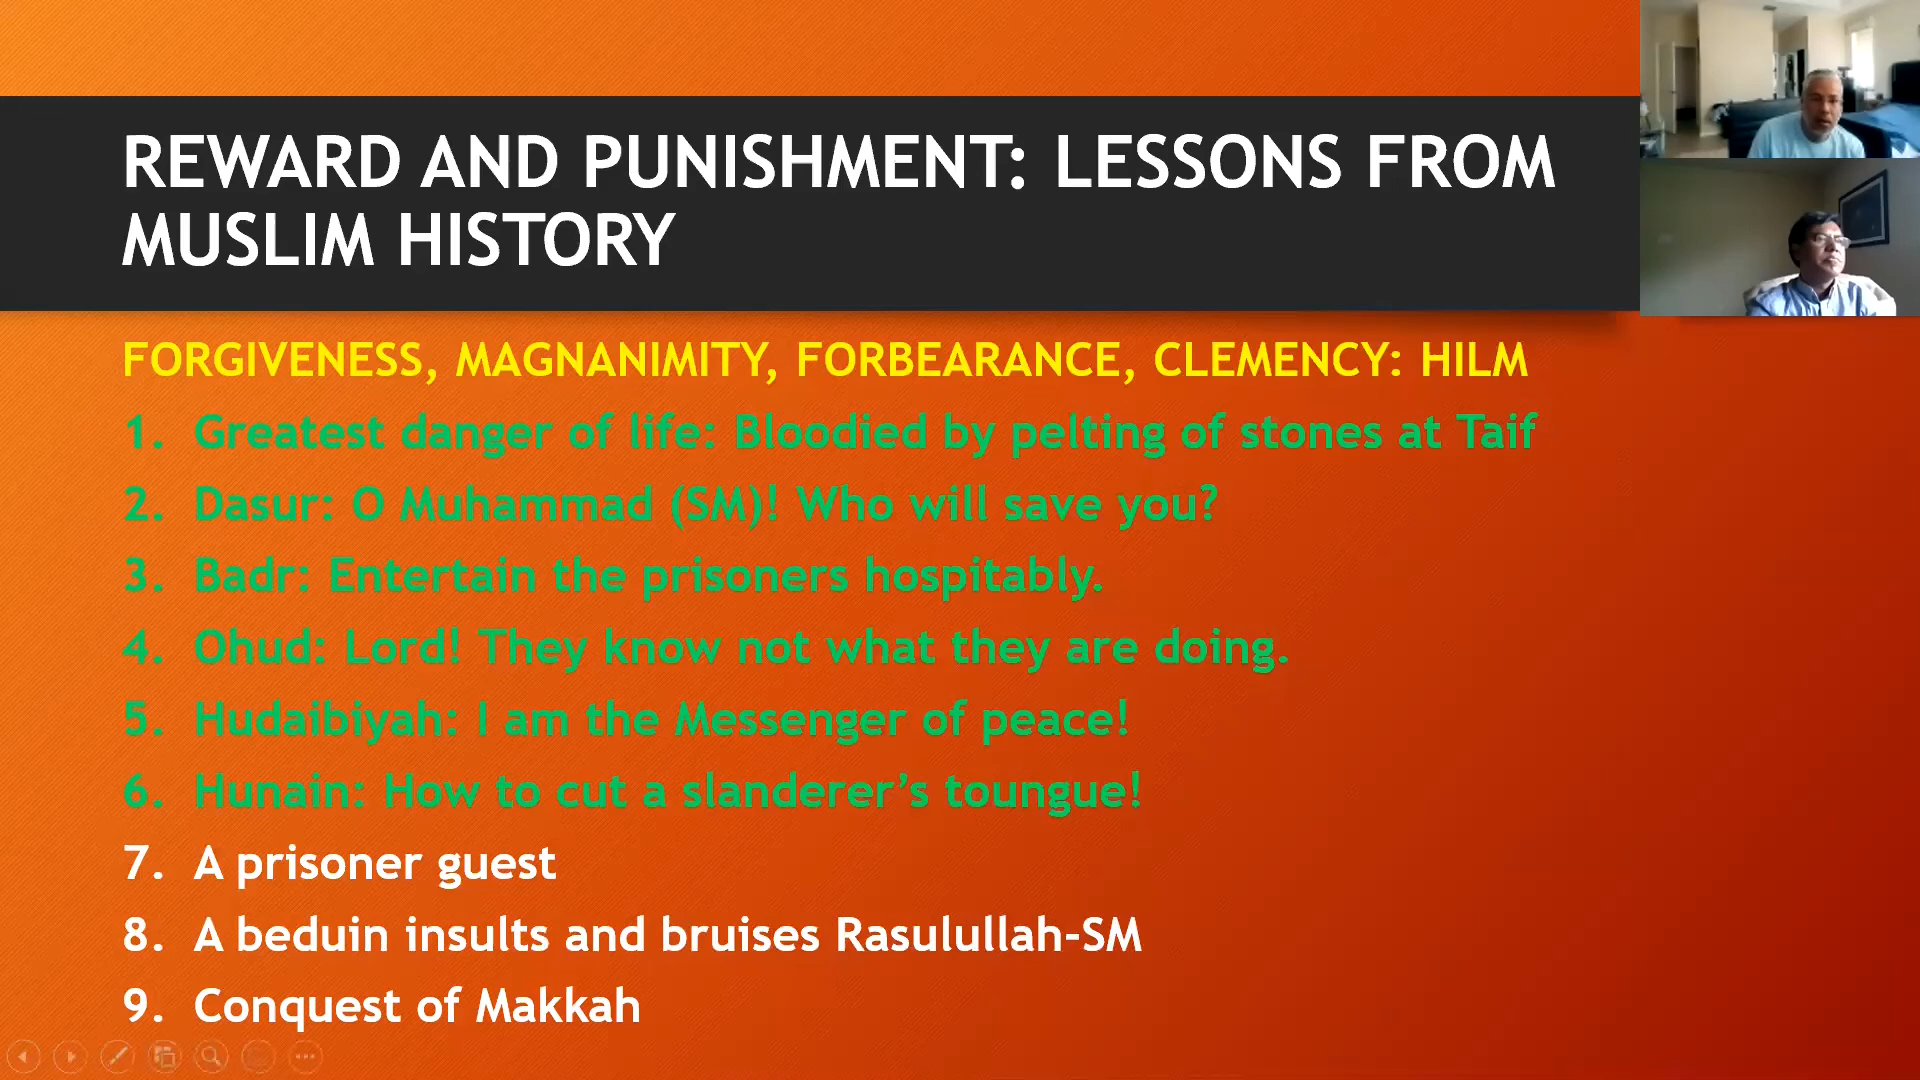 REWARD AND PUNISHMENT: LESSONS FROM
MUSLIM HISTORY
FORGIVENESS, MAGNANIMITY, FORBEARANCE, CLEMENCY: HILM
1. Greatest danger of life: Bloodied by pelting of stones at Taif
2. Dasur: O Muhammad (SM)! Who will save you?
3. Badr: Entertain the prisoners hospitably.
4. Ohud: Lord! They know not what they are doing.
5. Hudaibiyah: I am the Messenger of peace!
6. Hunain: How to cut a slanderer’s toungue!
7. A prisoner guest
8. A beduin insults and bruises Rasulullah-SM
9. Conquest of Makkah